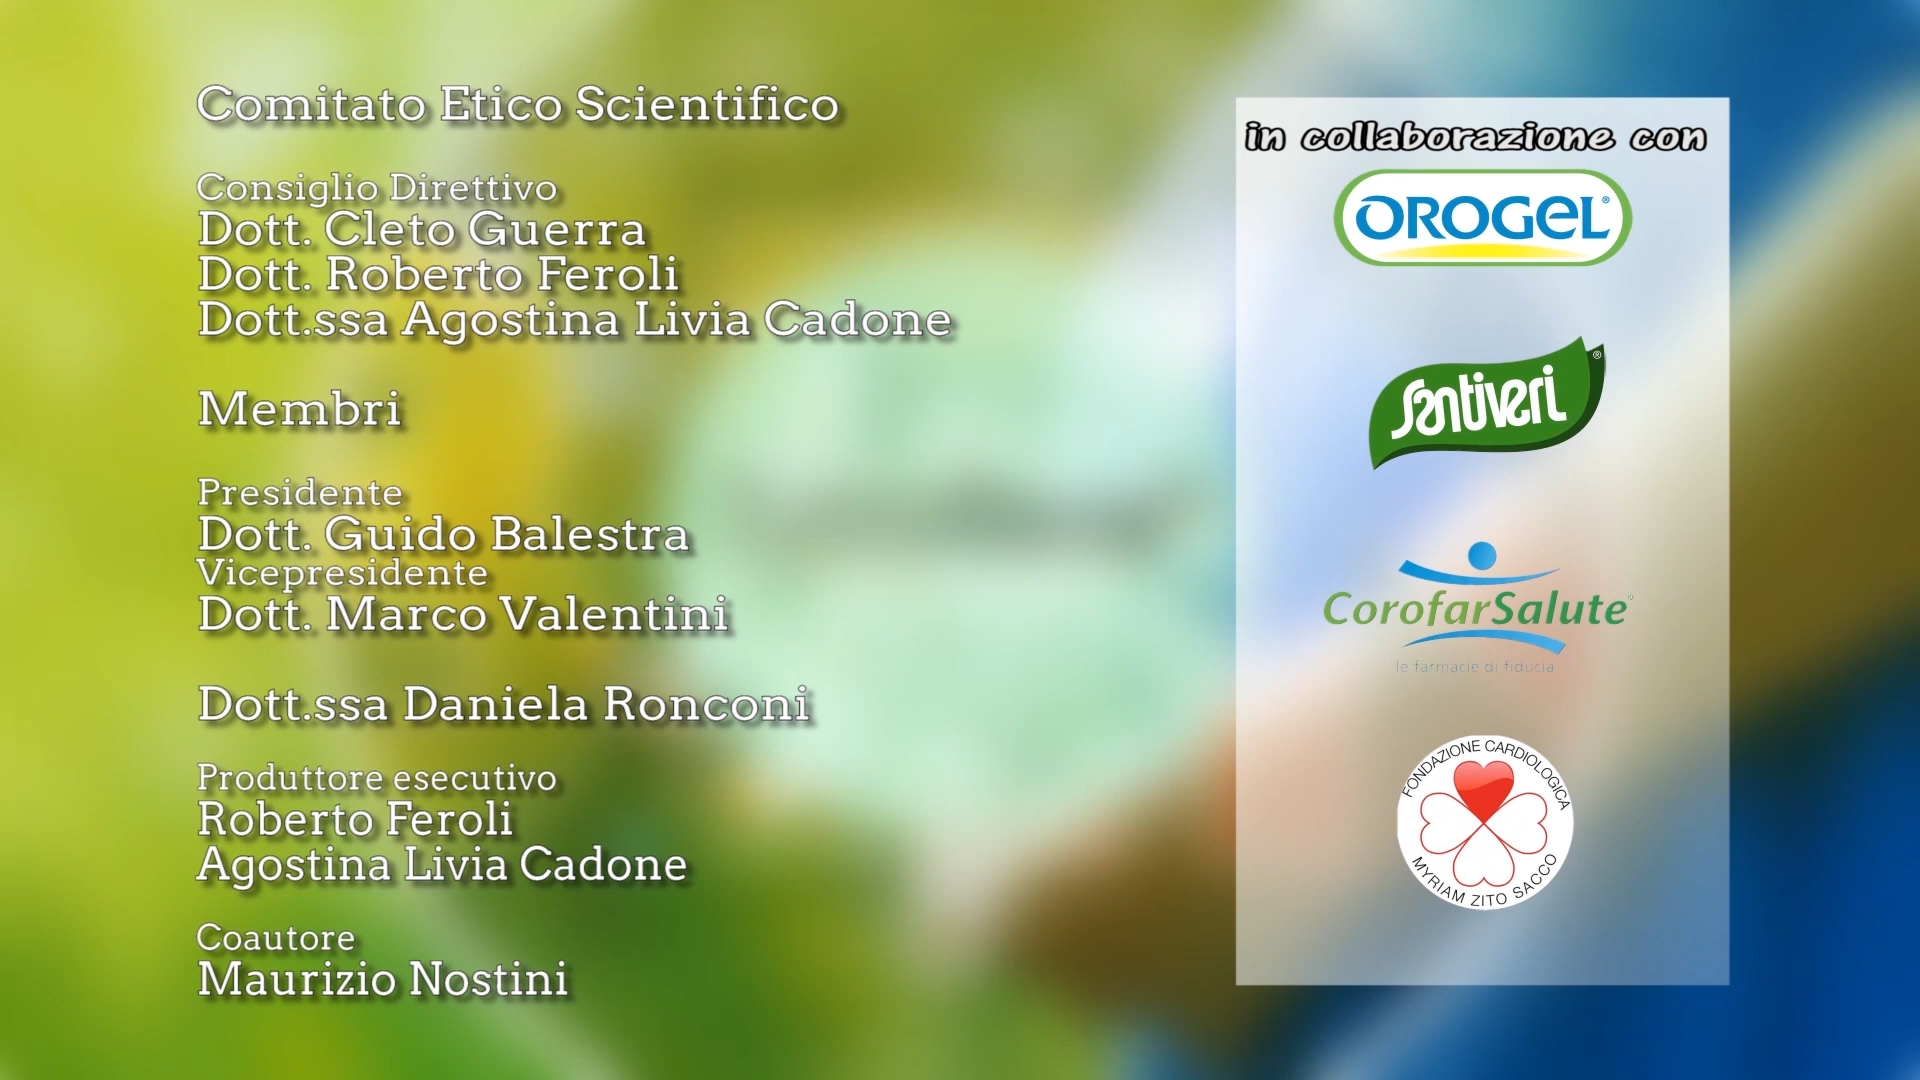 Comitato Etico Scientifico
Consiglio Direttivo
Dott. Cleto Guerra
Dott. Roberto Feroli
Dott.ssa Agostina Livia Cadone
Membri
Presidente
Dott. Guido Balestra
Vicepresidente
Dott. Marco Valentini
Dott.ssa Daniela Ronconi
Produttore esecutivo
Roberto Feroli
Agostina Livia Cadone
Coautore
Maurizio Nostini
in collaborazione con
OROGEL®
Santiveri®
CorofarSalute®
le farmacie di fiducia
FONDAZIONE CARDIOLOGICA
MYRIAM ZITO SACCO